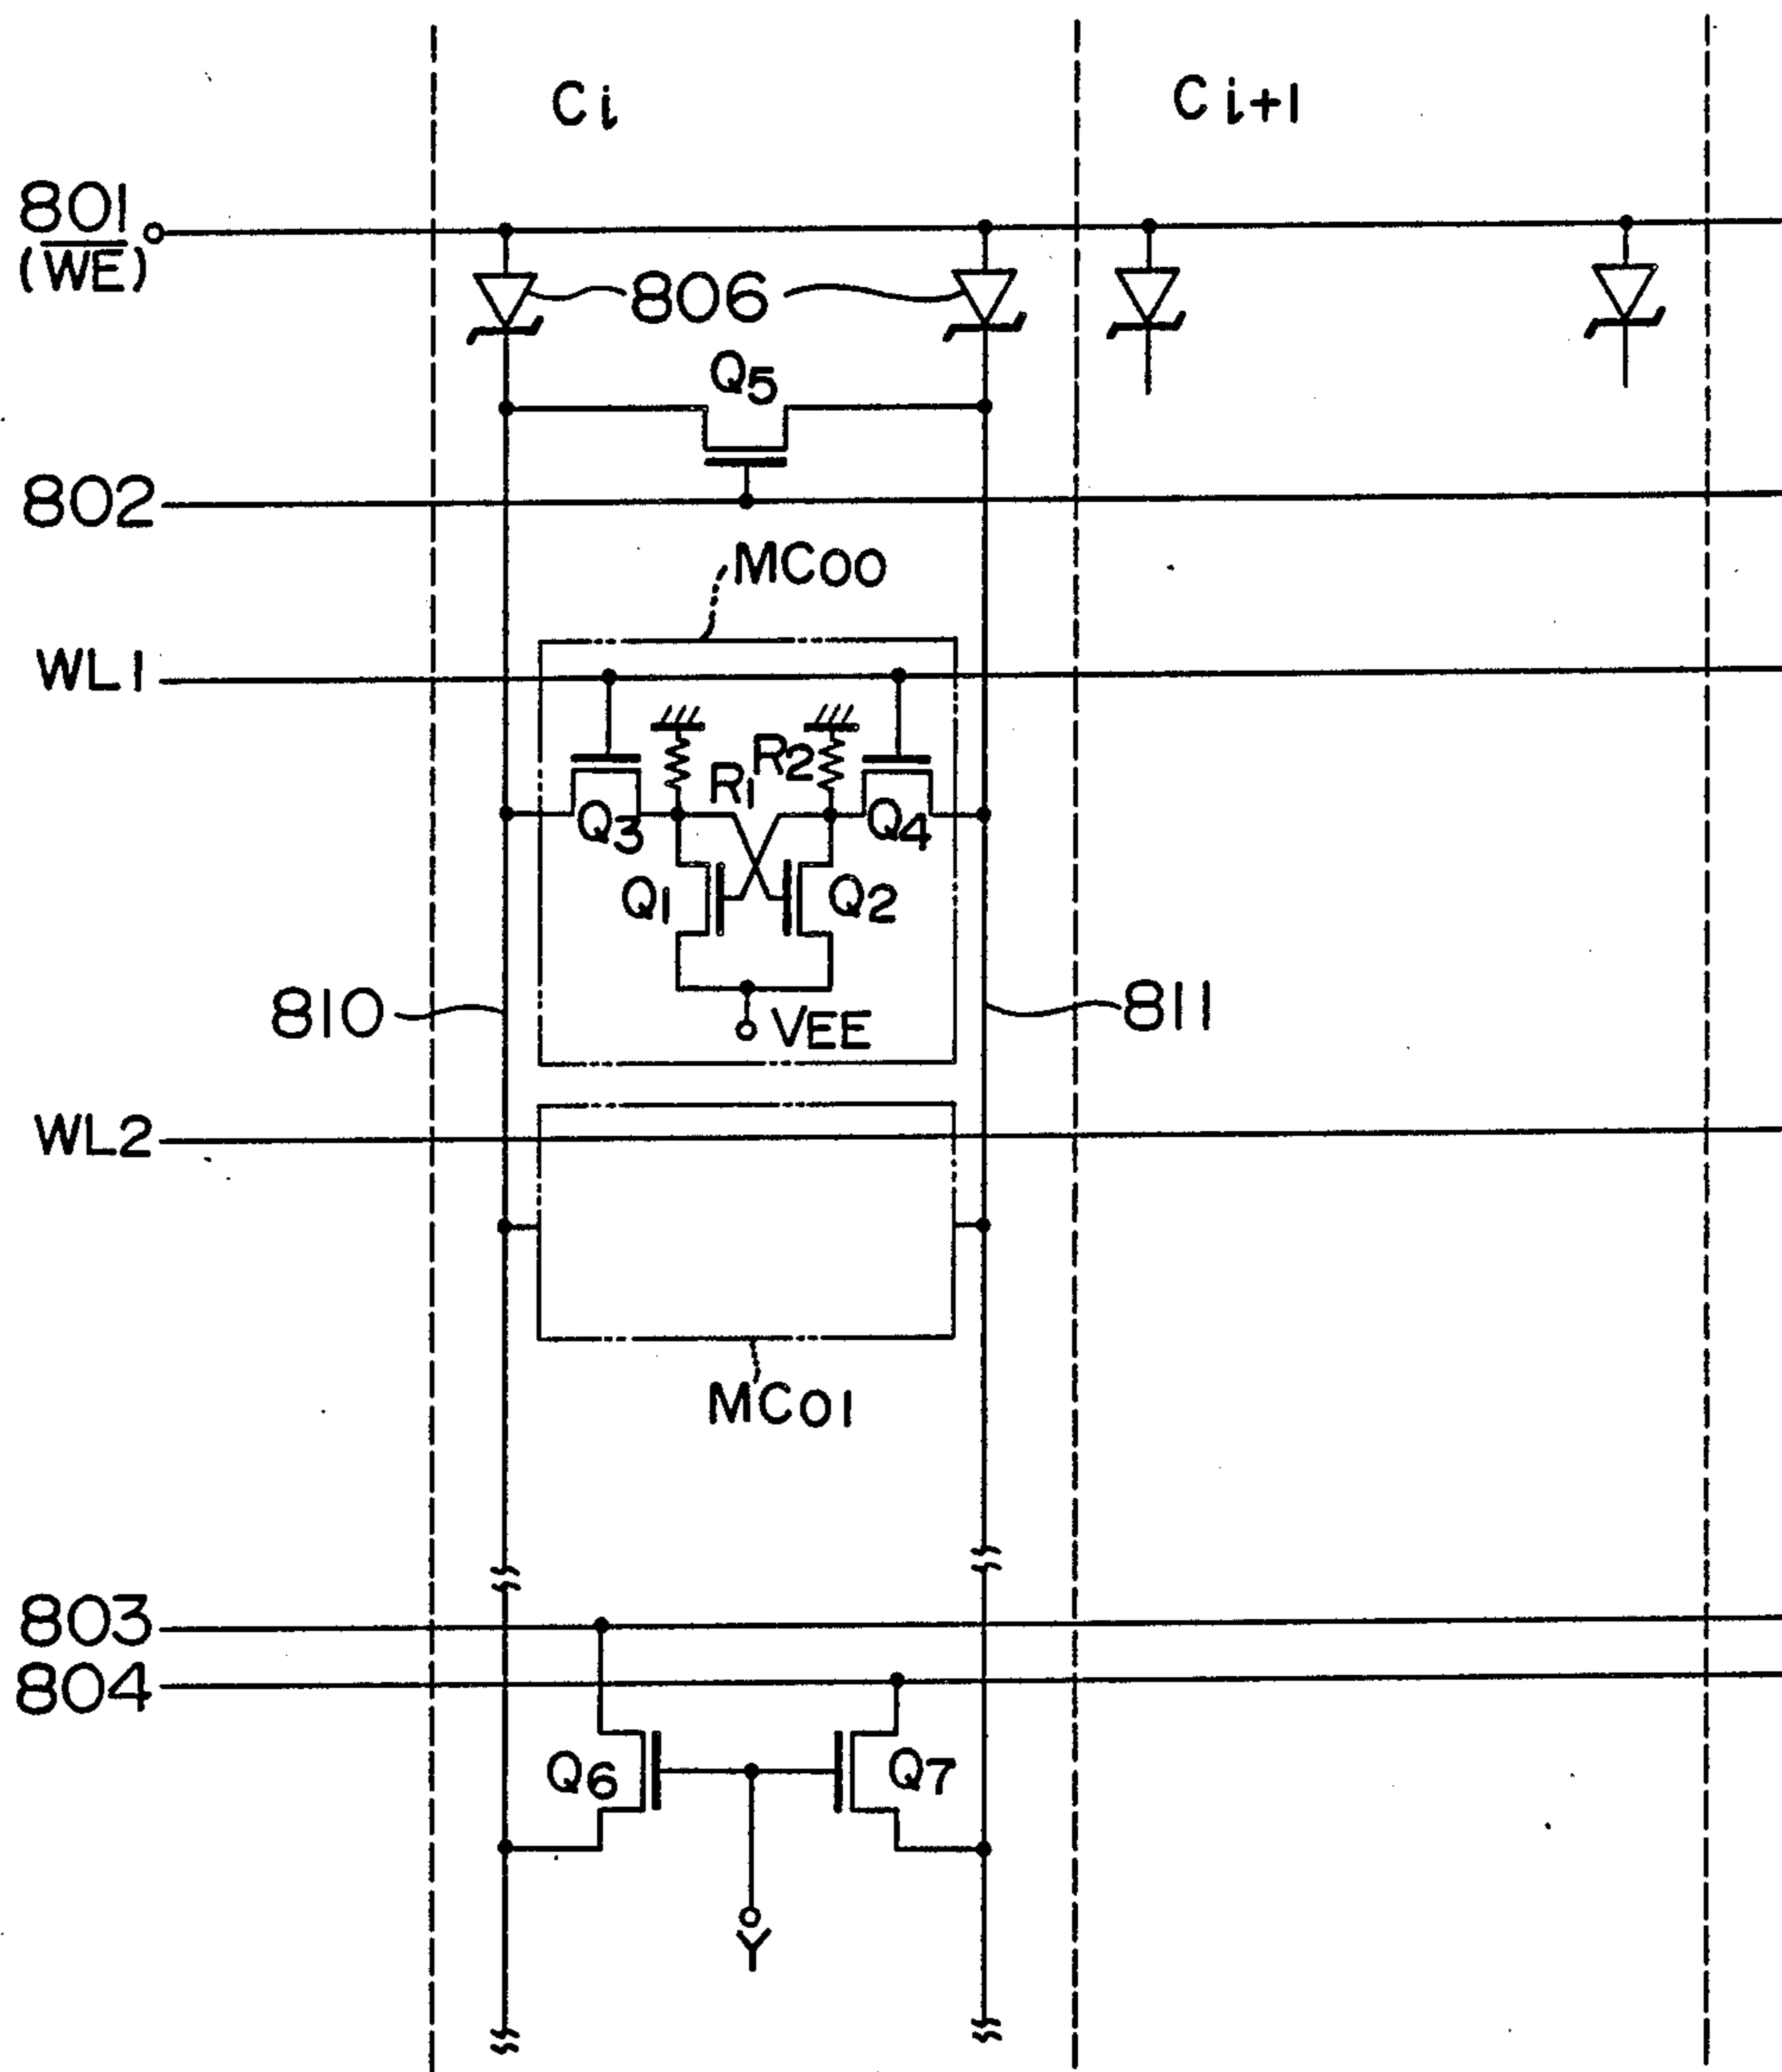 Ci
Ci+1
801
(W̅E̅)
806
Q5
802
MC00
WL1
R1
R2
Q3
Q4
Q1
Q2
810
VEE
811
WL2
MC01
803
804
Q6
Q7
Y